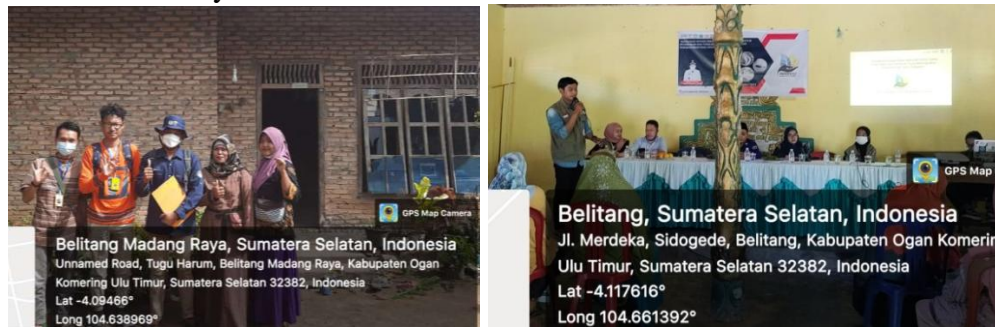 GPS Map Camera
Belitang Madang Raya, Sumatera Selatan, Indonesia
Unnamed Road, Tugu Harum, Belitang Madang Raya, Kabupaten Ogan
Komering Ulu Timur, Sumatera Selatan 32382, Indonesia
Lat -4.09466°
Long 104.638969°
GPS Map
Belitang, Sumatera Selatan, Indonesia
Jl. Merdeka, Sidogede, Belitang, Kabupaten Ogan Komerin
Ulu Timur, Sumatera Selatan 32382, Indonesia
Lat -4.117616°
Long 104.661392°